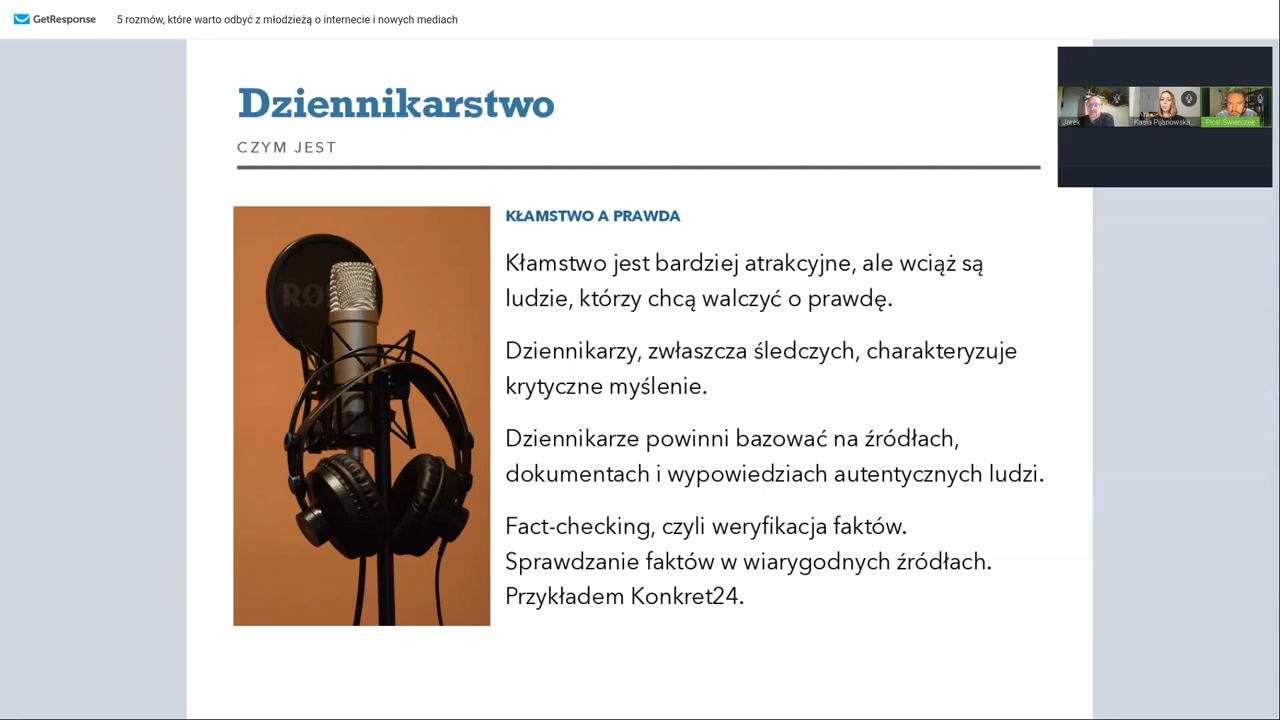 GetResponse 5 rozmów, które warto odbyć z młodzieżą o internecie i nowych mediach
Dziennikarstwo
CZYM JEST
Jarek Kasia Pijanowska... Piotr Świerczek
KŁAMSTWO A PRAWDA
Kłamstwo jest bardziej atrakcyjne, ale wciąż są
ludzie, którzy chcą walczyć o prawdę.
Dziennikarzy, zwłaszcza śledczych, charakteryzuje
krytyczne myślenie.
Dziennikarze powinni bazować na źródłach,
dokumentach i wypowiedziach autentycznych ludzi.
Fact-checking, czyli weryfikacja faktów.
Sprawdzanie faktów w wiarygodnych źródłach.
Przykładem Konkret24.